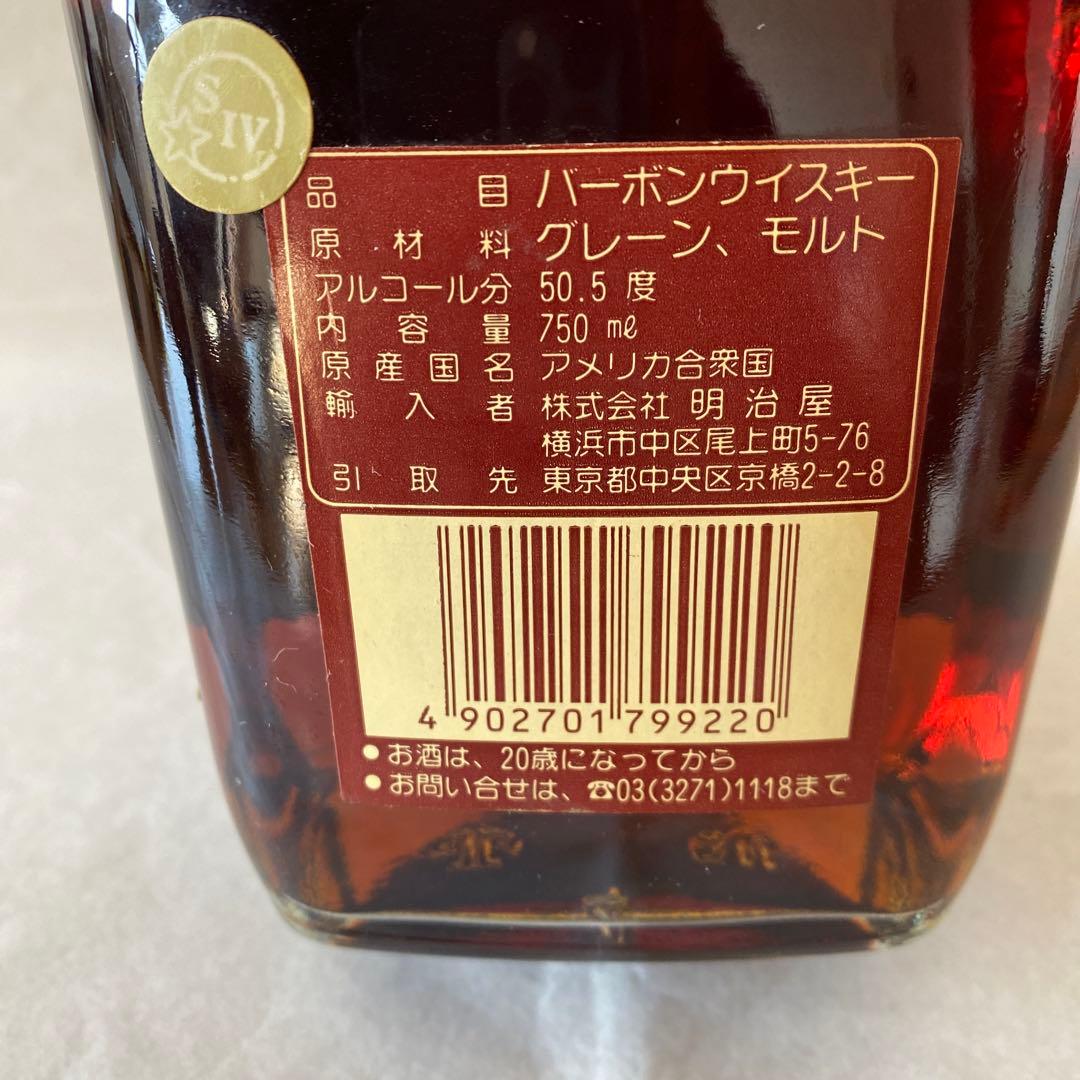 S
IV
品目 バーボンウイスキー
原材料 グレーン、モルト
アルコール分 50.5 度
内容量 750 ㎖
原産国名 アメリカ合衆国
輸入者 株式会社 明治屋
横浜市中区尾上町5-76
引取先 東京都中央区京橋2-2-8
4 902701 799220
●お酒は、20歳になってから
●お問い合せは、☎03(3271)1118まで